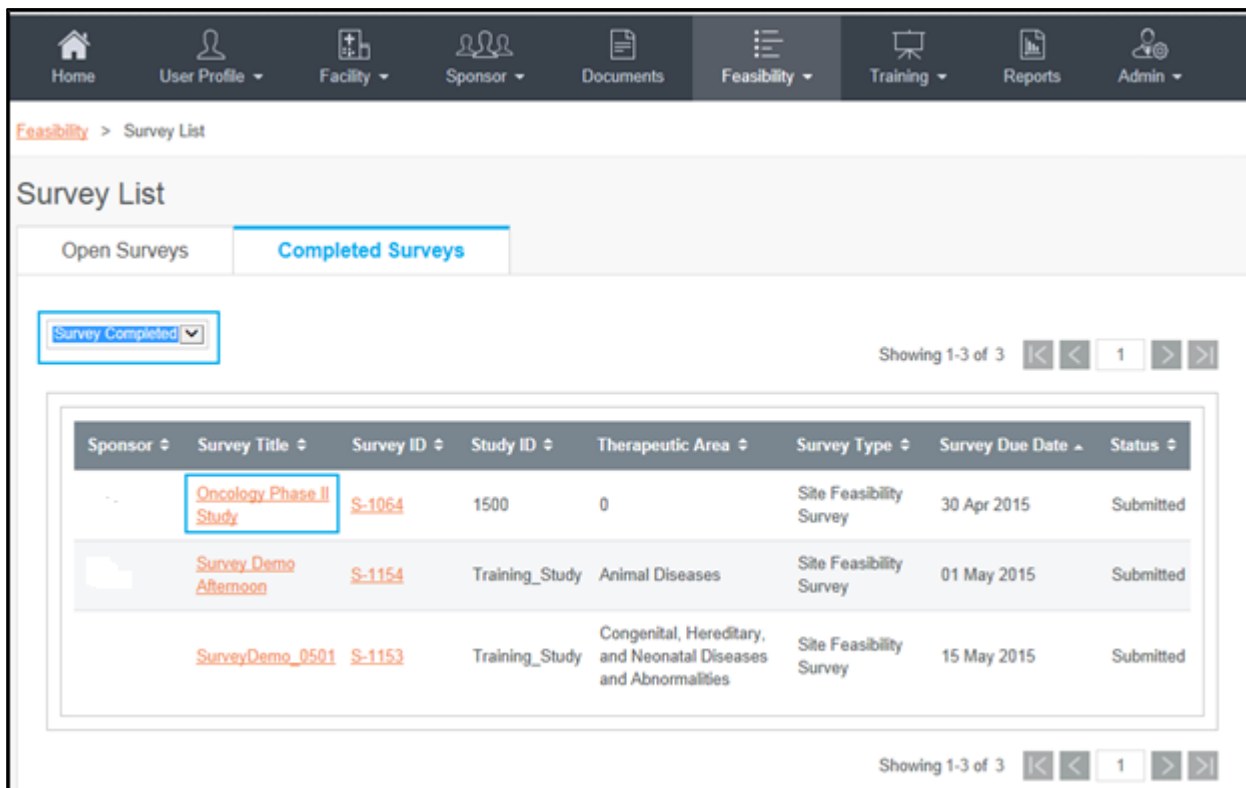 Home User Profile Facility Sponsor Documents Feasibility Training Reports Admin
Feasibility > Survey List
Survey List
Open Surveys Completed Surveys
Survey Completed
Showing 1-3 of 3 1
Sponsor Survey Title Survey ID Study ID Therapeutic Area Survey Type Survey Due Date Status
Oncology Phase II
Study
S-1064 1500 0
Site Feasibility
Survey
30 Apr 2015 Submitted
Survey Demo
Afternoon
S-1154 Training_Study Animal Diseases
Site Feasibility
Survey
01 May 2015 Submitted
SurveyDemo_0501 S-1153 Training_Study
Congenital, Hereditary,
and Neonatal Diseases
and Abnormalities
Site Feasibility
Survey
15 May 2015 Submitted
Showing 1-3 of 3 1